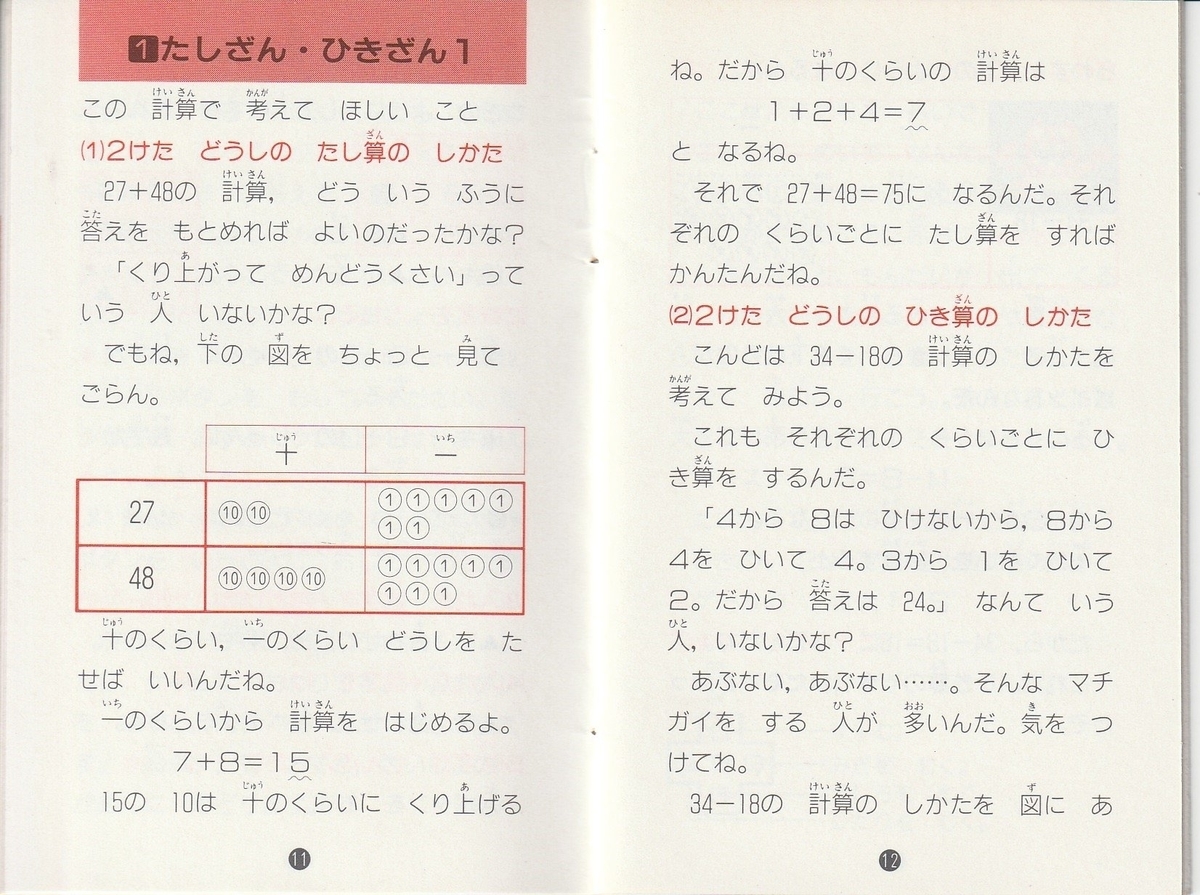 1たしざん・ひきざん1
この 計算で 考えて ほしい こと
(1)2けた どうしの たし算の しかた
27+48の 計算, どう いう ふうに
答えを もとめれば よいのだったかな?
「くり上がって めんどうくさい」って
いう 人 いないかな?
でもね, 下の 図を ちょっと 見て
ごらん。
十 一
27 ⑩⑩ ①①①①①
①①
48 ⑩⑩⑩⑩ ①①①①①
①①①
十のくらい, 一のくらい どうしを た
せば いいんだね。
一のくらいから 計算を はじめるよ。
7+8=15
15の 10は 十のくらいに くり上げる
11
ね。だから 十のくらいの 計算は
1+2+4=7
と なるね。
それで 27+48=75に なるんだ。それ
ぞれの くらいごとに たし算を すれば
かんたんだね。
(2)2けた どうしの ひき算の しかた
こんどは 34-18の 計算の しかたを
考えて みよう。
これも それぞれの くらいごとに ひ
き算を するんだ。
「4から 8は ひけないから, 8から
4を ひいて 4。3から 1を ひいて
2。だから 答えは 24。」 なんて いう
人, いないかな?
あぶない, あぶない……。そんな マチ
ガイを する 人が 多いんだ。気を つ
けてね。
34-18の 計算の しかたを 図に あ
12